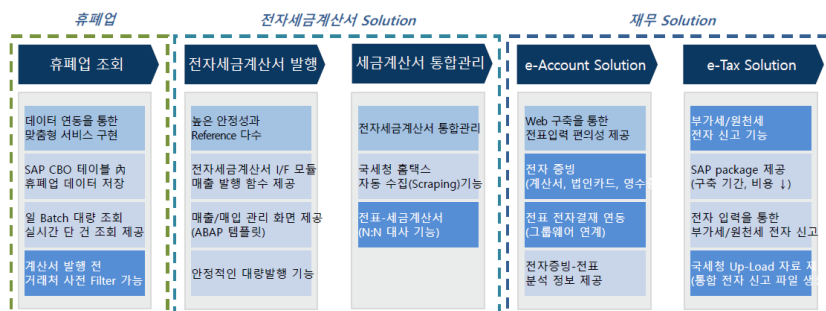 휴폐업
전자세금계산서 Solution
재무 Solution
휴폐업 조회
전자세금계산서 발행
세금계산서 통합관리
e-Account Solution
e-Tax Solution
데이터 연동을 통한
맞춤형 서비스 구현
SAP CBO 테이블 內
휴폐업 데이터 저장
일 Batch 대량 조회
실시간 단 건 조회 제공
계산서 발행 전
거래처 사전 Filter 가능
높은 안정성과
Reference 다수
전자세금계산서 I/F 모듈
매출 발행 함수 제공
매출/매입 관리 화면 제공
(ABAP 템플릿)
안정적인 대량발행 기능
전자세금계산서 통합관리
국세청 홈택스
자동 수집(Scraping)기능
전표-세금계산서
(N:N 대사 기능)
Web 구축을 통한
전표입력 편의성 제공
전자 증빙
(계산서, 법인카드, 영수
전표 전자결재 연동
(그룹웨어 연계)
전자증빙-전표
분석 정보 제공
부가세/원천세
전자 신고 기능
SAP package 제공
(구축 기간, 비용 ↓)
전자 입력을 통한
부가세/원천세 전자 신고
국세청 Up-Load 자료
(통합 전자 신고 파일